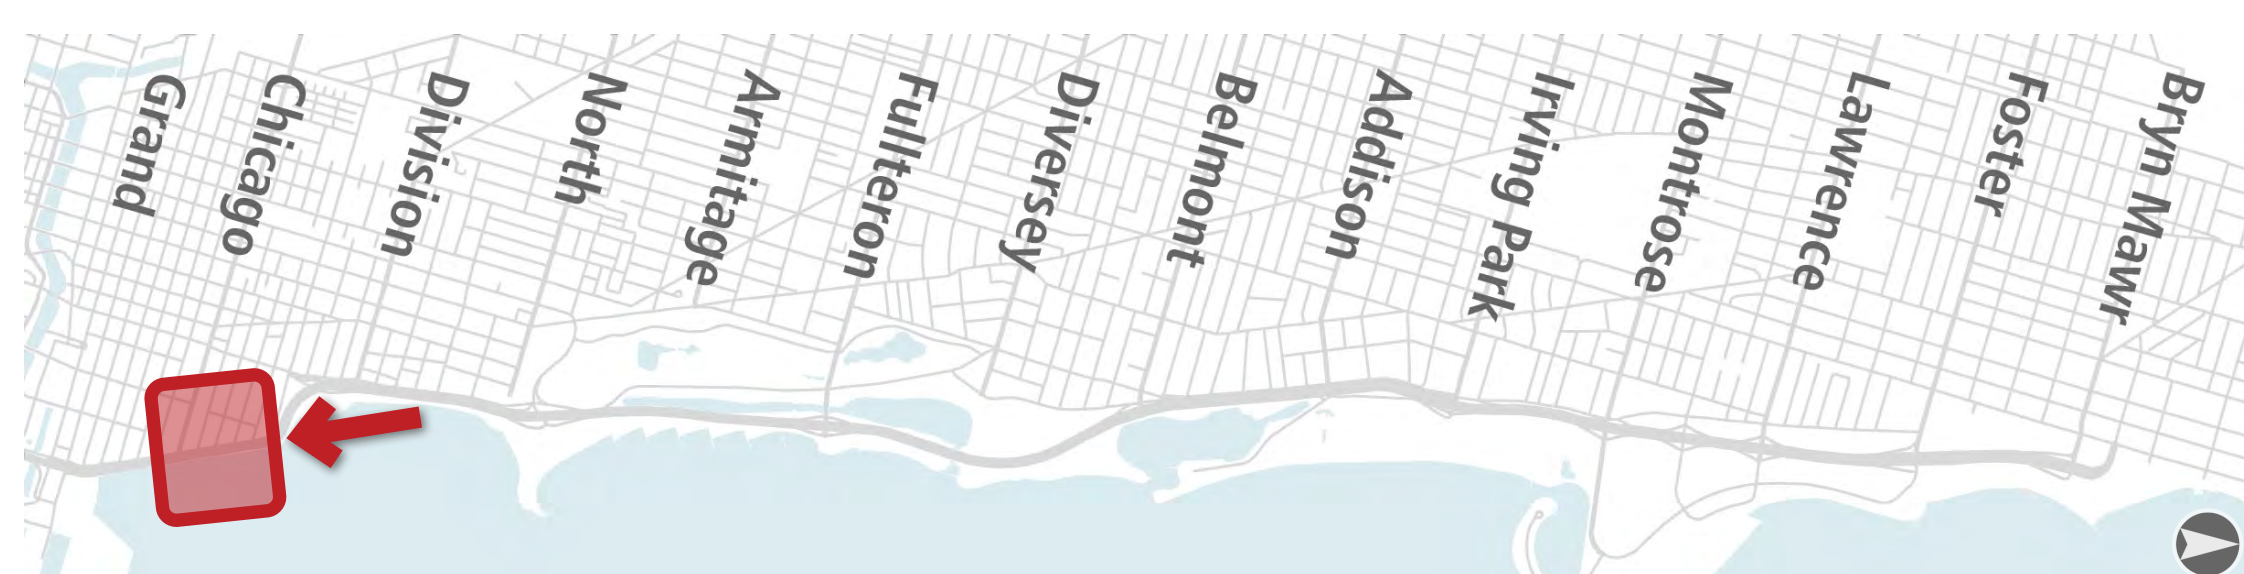 Grand
Chicago
Division
North
Armitage
Fullteron
Diversey
Belmont
Addison
Irving Park
Montrose
Lawrence
Foster
Bryn Mawr